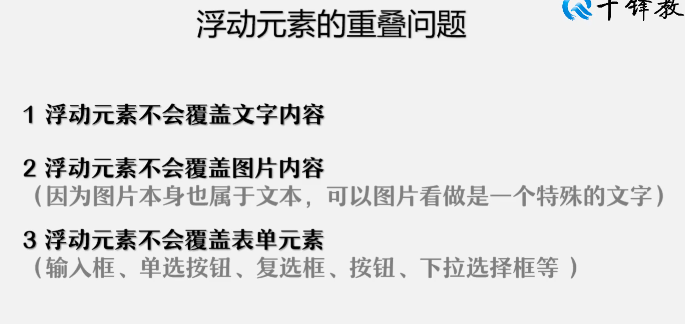 千锋教
浮动元素的重叠问题
1 浮动元素不会覆盖文字内容
2 浮动元素不会覆盖图片内容
（因为图片本身也属于文本，可以图片看做是一个特殊的文字）
3 浮动元素不会覆盖表单元素
（输入框、单选按钮、复选框、按钮、下拉选择框等 ）